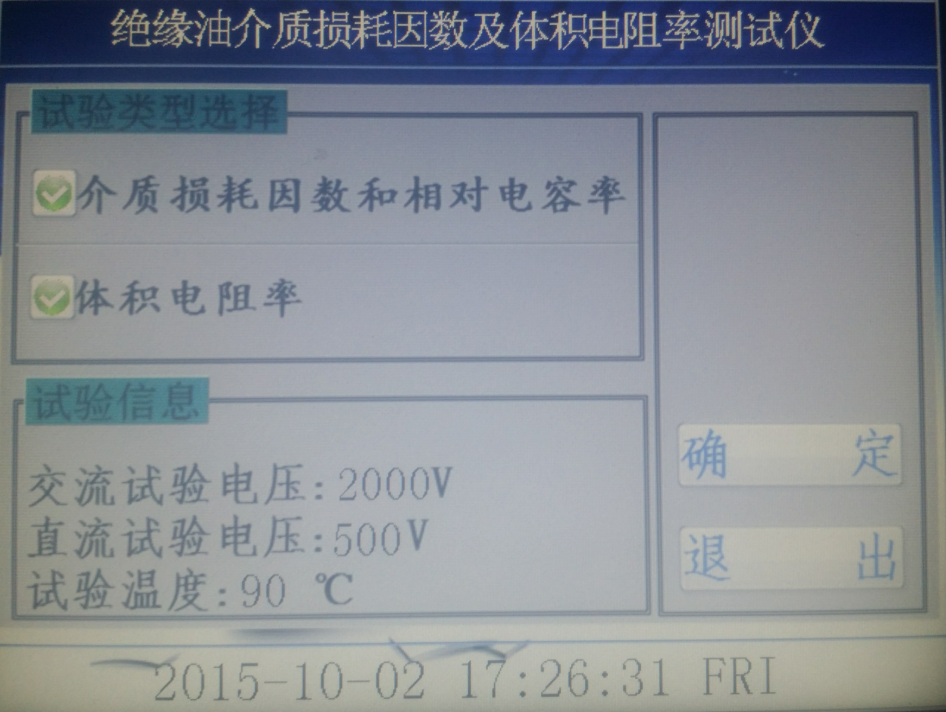 绝缘油介质损耗因数及体积电阻率测试仪
试验类型选择
介质损耗因数和相对电容率
体积电阻率
试验信息
交流试验电压:2000V
直流试验电压:500V
试验温度:90 ℃
确 定
退 出
2015-10-02 17:26:31 FRI